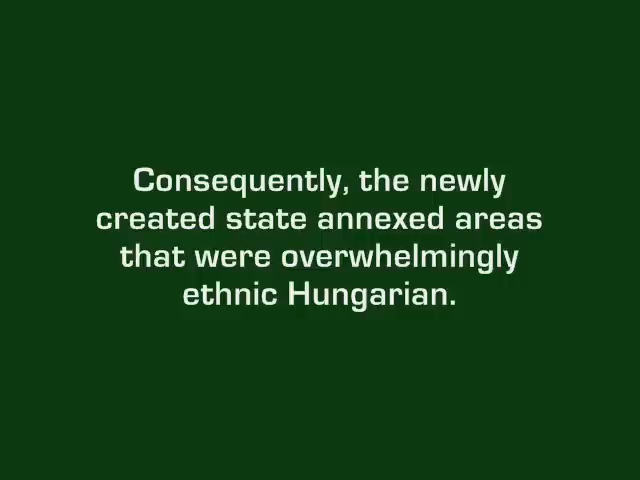 Consequently, the newly
created state annexed areas
that were overwhelmingly
ethnic Hungarian.